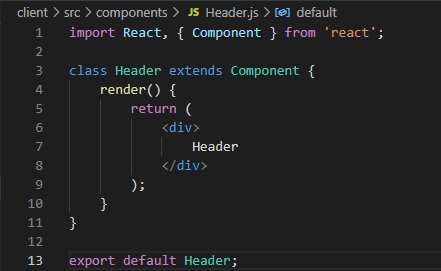 client > src > components > JS Header.js > default
1 import React, { Component } from 'react';
2
3 class Header extends Component {
4     render() {
5         return (
6             <div>
7                 Header
8             </div>
9         );
10     }
11 }
12
13 export default Header;